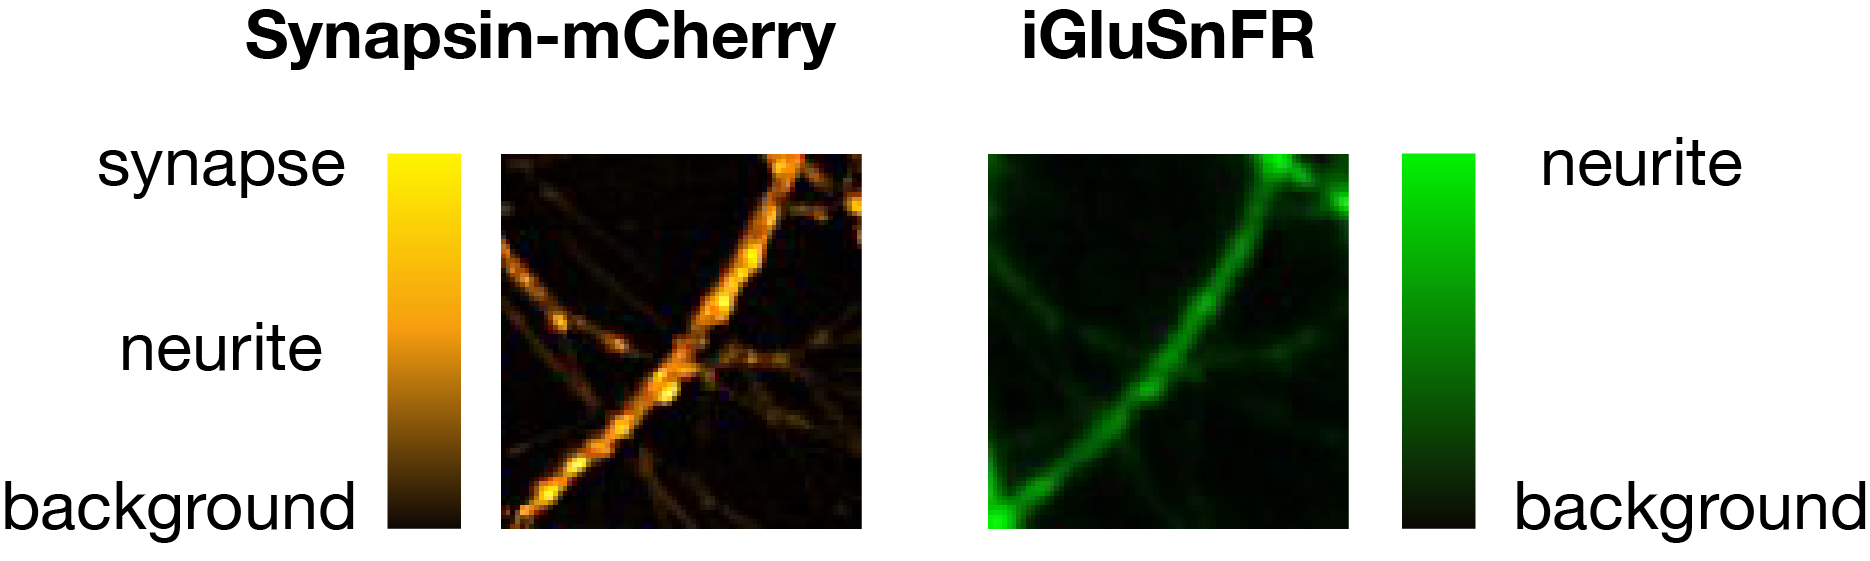 Synapsin-mCherry
iGluSnFR
synapse
neurite
background
neurite
background